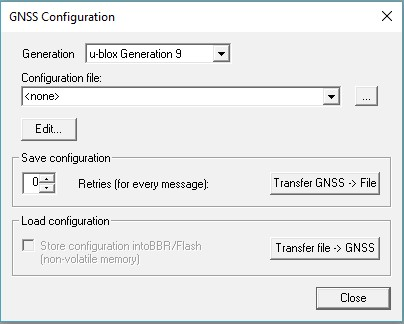 GNSS Configuration
Generation u-blox Generation 9
Configuration file:
<none>
...
Edit...
Save configuration
0 Retries (for every message): Transfer GNSS -> File
Load configuration
Store configuration intoBBR/Flash
(non-volatile memory)
Transfer file -> GNSS
Close